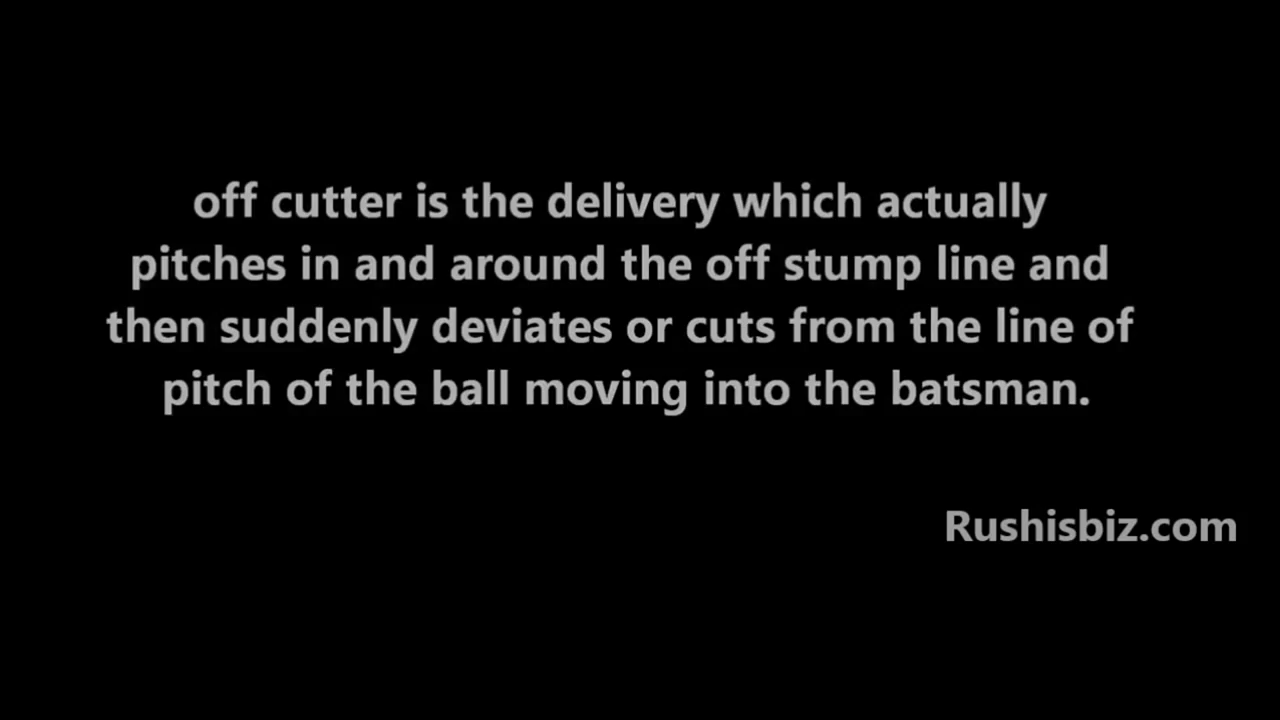 off cutter is the delivery which actually
pitches in and around the off stump line and
then suddenly deviates or cuts from the line of
pitch of the ball moving into the batsman.
Rushisbiz.com